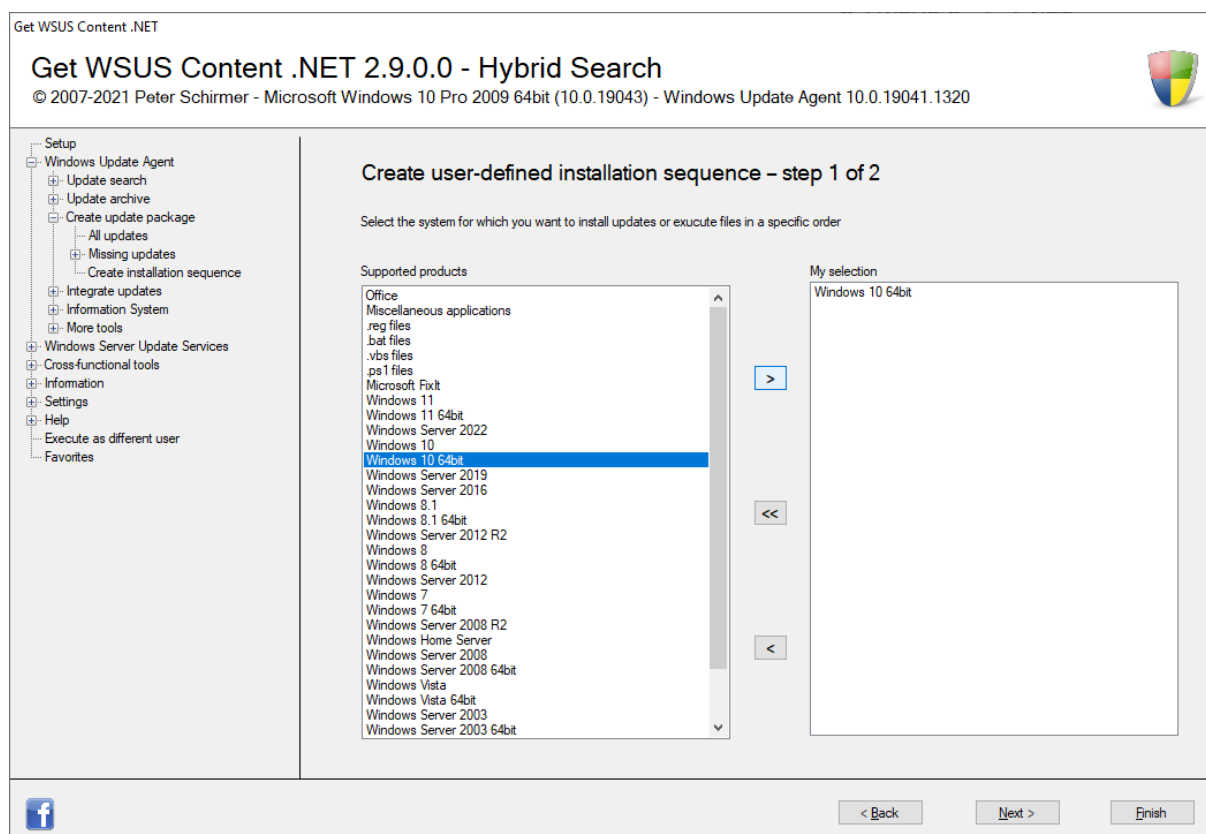 Get WSUS Content .NET
Get WSUS Content .NET 2.9.0.0 - Hybrid Search
© 2007-2021 Peter Schirmer - Microsoft Windows 10 Pro 2009 64bit (10.0.19043) - Windows Update Agent 10.0.19041.1320
Setup
Windows Update Agent
Update search
Update archive
Create update package
All updates
Missing updates
Create installation sequence
Integrate updates
Information System
More tools
Windows Server Update Services
Cross-functional tools
Information
Settings
Help
Execute as different user
Favorites
Create user-defined installation sequence – step 1 of 2
Select the system for which you want to install updates or exucute files in a specific order
Supported products
Office
Miscellaneous applications
.reg files
.bat files
.vbs files
.ps1 files
Microsoft FixIt
Windows 11
Windows 11 64bit
Windows Server 2022
Windows 10
Windows 10 64bit
Windows Server 2019
Windows Server 2016
Windows 8.1
Windows 8.1 64bit
Windows Server 2012 R2
Windows 8
Windows 8 64bit
Windows Server 2012
Windows 7
Windows 7 64bit
Windows Server 2008 R2
Windows Home Server
Windows Server 2008
Windows Server 2008 64bit
Windows Vista
Windows Vista 64bit
Windows Server 2003
Windows Server 2003 64bit
>
<<
<
My selection
Windows 10 64bit
f
< Back
Next >
Finish